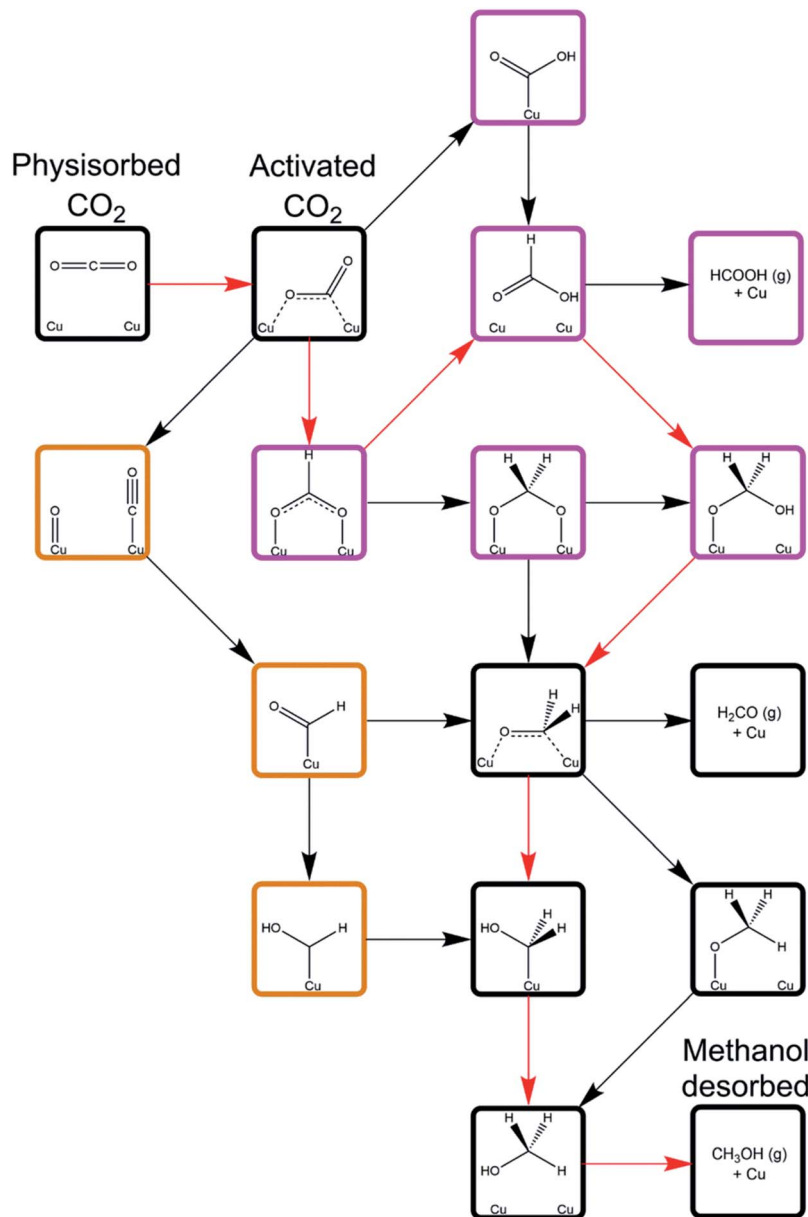 O OH
Cu
Physisorbed
CO₂
Activated
CO₂
O C O
Cu Cu
O
O
Cu Cu
H
O OH
Cu Cu
HCOOH (g)
+ Cu
O
O C
Cu Cu
H
O O
Cu Cu
H H
O O
Cu Cu
H H
O OH
Cu Cu
O H
Cu
H
O H
Cu Cu
H₂CO (g)
+ Cu
HO H
Cu
H
HO H
Cu
H H
O H
Cu Cu
Methanol
desorbed
H H
HO H
Cu Cu
CH₃OH (g)
+ Cu